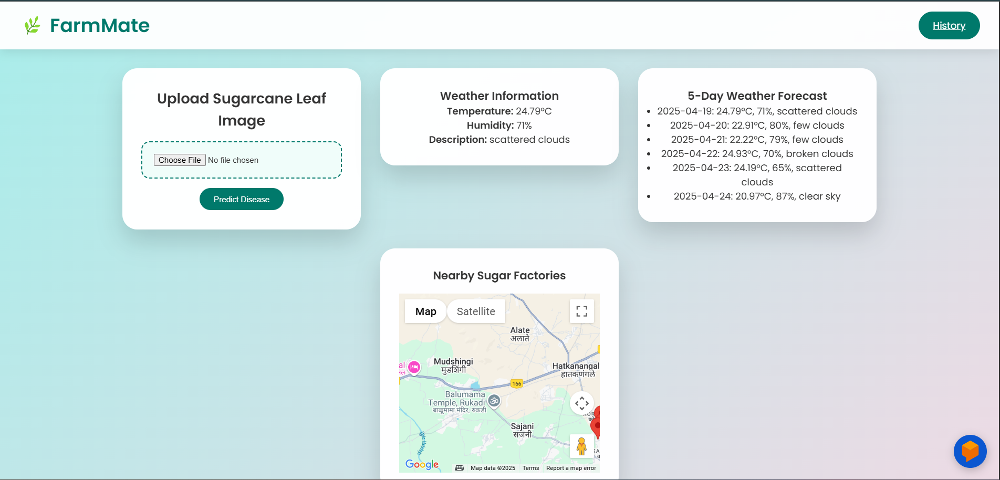 FarmMate
History
Upload Sugarcane Leaf
Image
Choose File No file chosen
Predict Disease
Weather Information
Temperature: 24.79°C
Humidity: 71%
Description: scattered clouds
5-Day Weather Forecast
2025-04-19: 24.79°C, 71%, scattered clouds
2025-04-20: 22.91°C, 80%, few clouds
2025-04-21: 22.22°C, 79%, few clouds
2025-04-22: 24.93°C, 70%, broken clouds
2025-04-23: 24.19°C, 65%, scattered
clouds
2025-04-24: 20.97°C, 87%, clear sky
Nearby Sugar Factories
Map
Satellite
Alate
अलाते
Mudshingi
मुडशिंगी
Hatkanangal
हातकणंगले
166
Balumama
Temple, Rukadi
बाळूमामा मंदिर, रुकडी
Sajani
सजनी
पंचगंगा नदी
Google
Map data ©2025
Terms
Report a map error